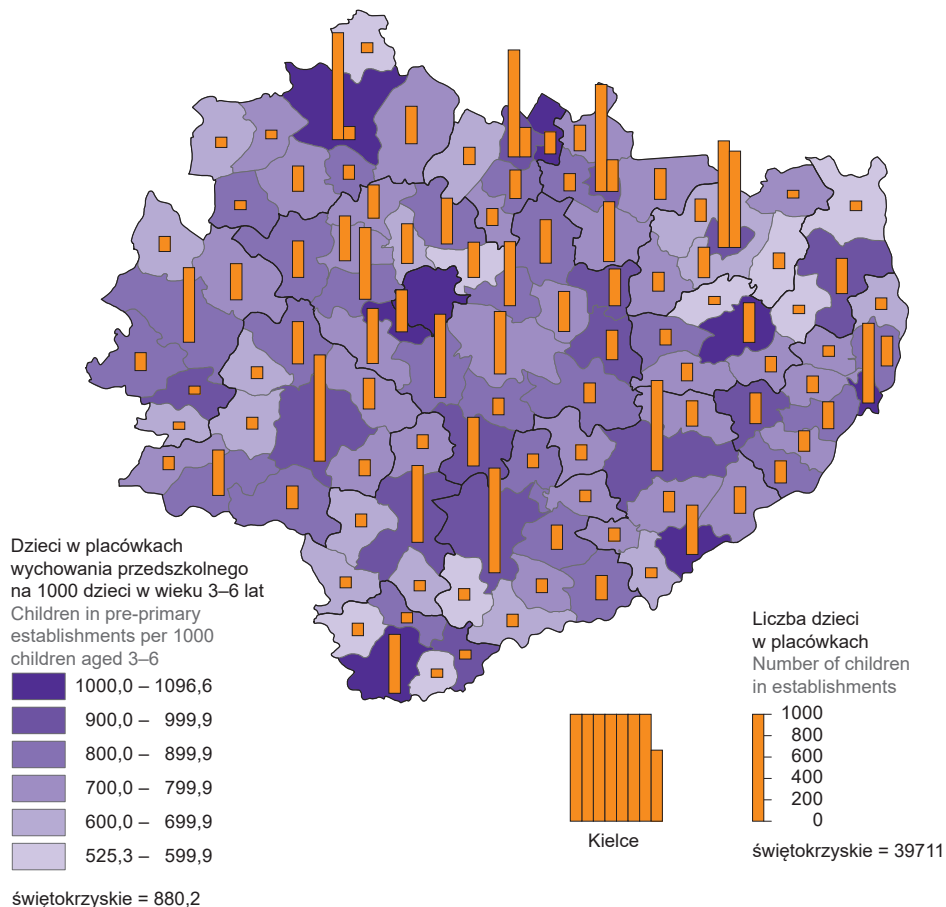 Dzieci w placówkach
wychowania przedszkolnego
na 1000 dzieci w wieku 3–6 lat
Children in pre-primary
establishments per 1000
children aged 3–6
1000,0 – 1096,6
900,0 – 999,9
800,0 – 899,9
700,0 – 799,9
600,0 – 699,9
525,3 – 599,9
świętokrzyskie = 880,2
Kielce
Liczba dzieci
w placówkach
Number of children
in establishments
1000
800
600
400
200
0
świętokrzyskie = 39711